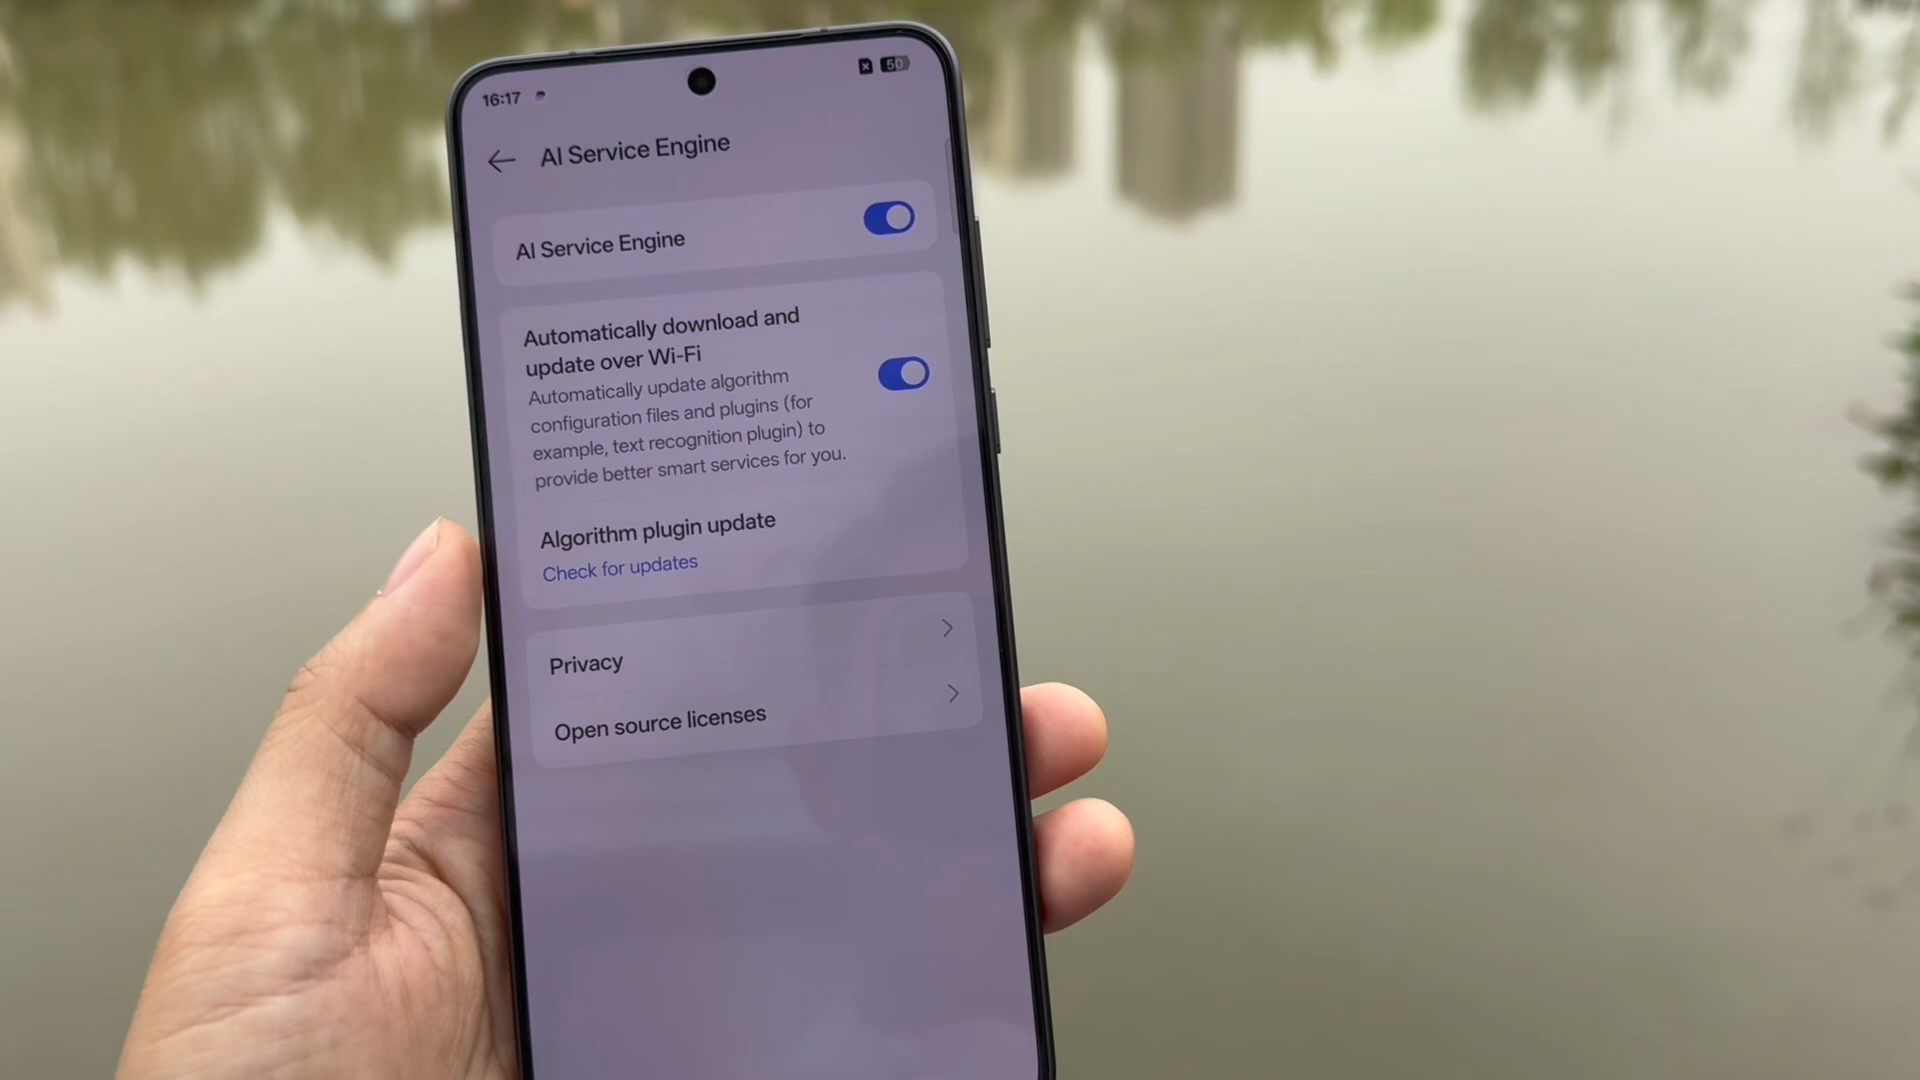 16:17
50
AI Service Engine
AI Service Engine
Automatically download and
update over Wi-Fi
Automatically update algorithm
configuration files and plugins (for
example, text recognition plugin) to
provide better smart services for you.
Algorithm plugin update
Check for updates
Privacy
Open source licenses